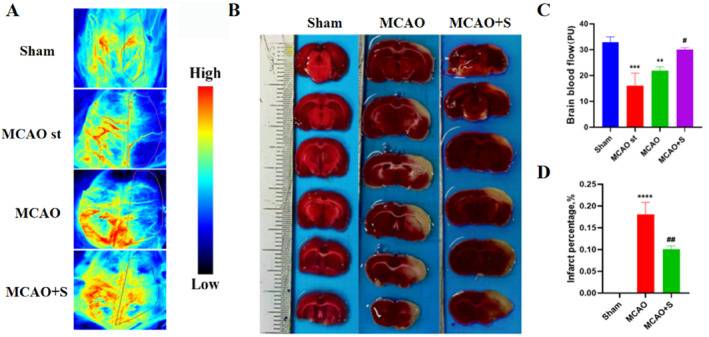 A
Sham
MCAO st
MCAO
MCAO+S
High
Low
B
Sham
MCAO
MCAO+S
C
Brain blood flow(PU)
40
30
20
10
0
***
**
#
Sham
MCAO st
MCAO
MCAO+S
D
Infarct percentage,%
0.25
0.20
0.15
0.10
0.05
0.00
****
##
Sham
MCAO
MCAO+S